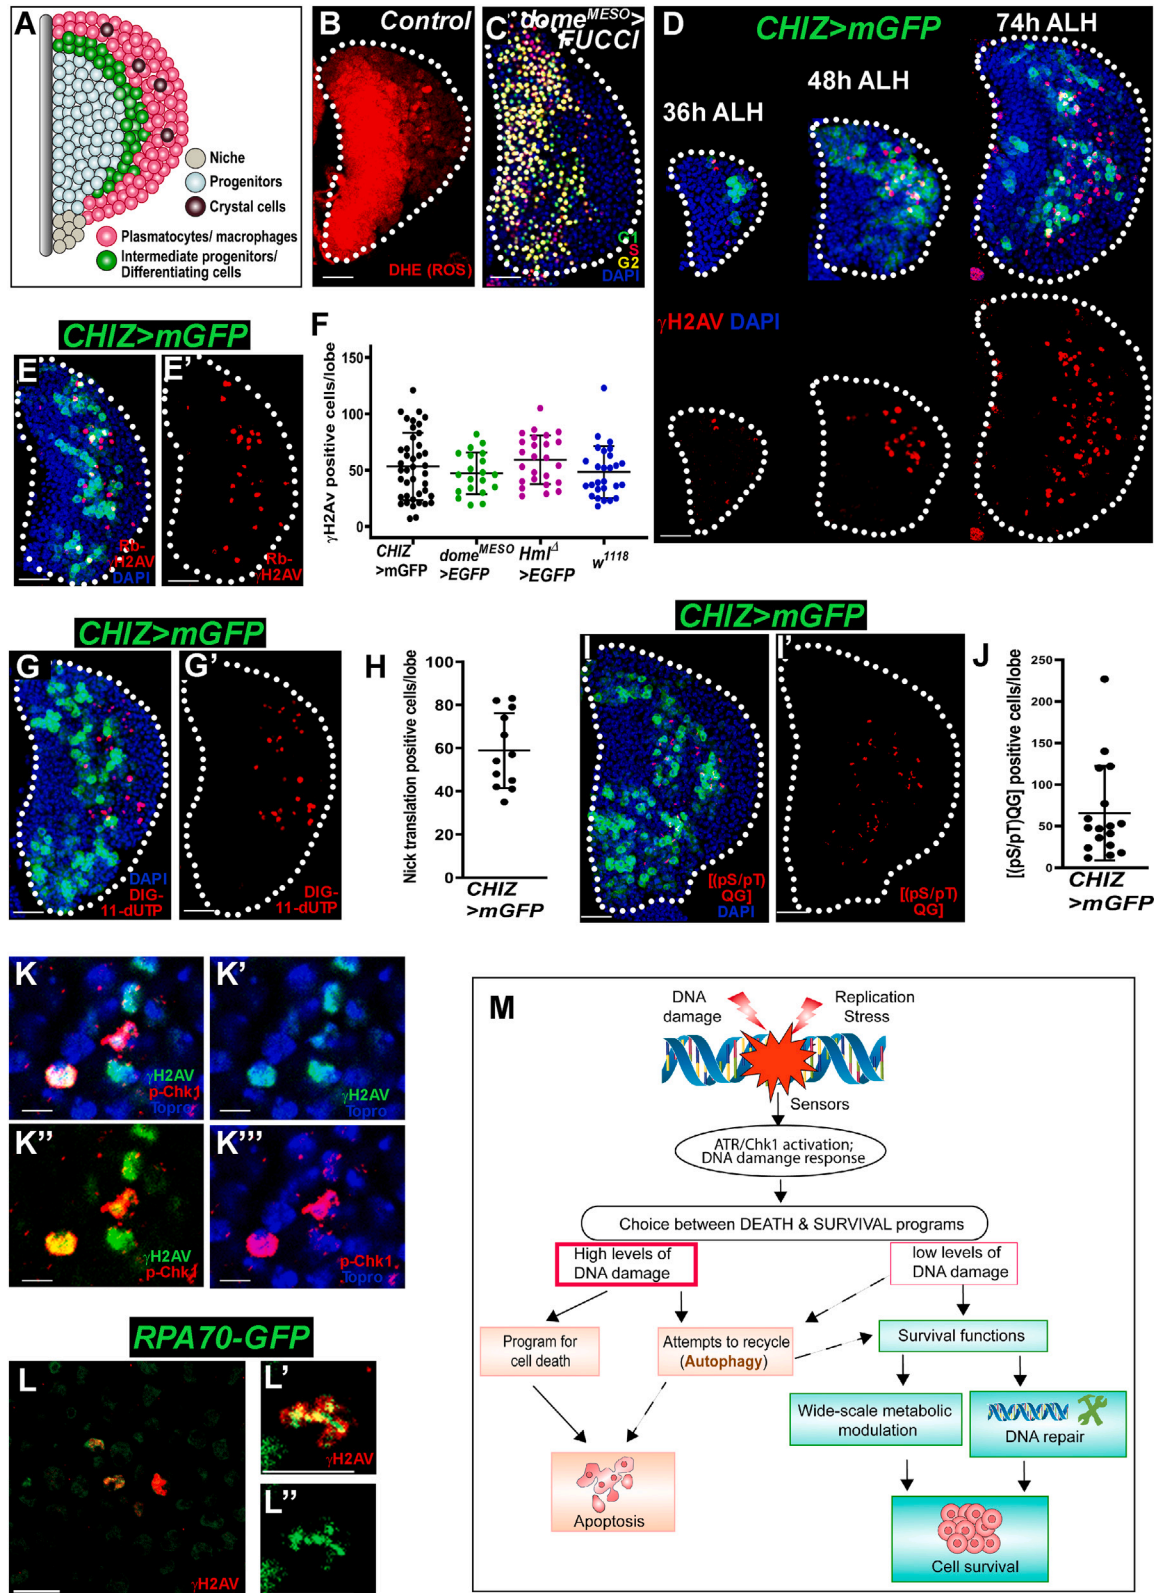 A
Niche
Progenitors
Crystal cells
Plasmatocytes/ macrophages
Intermediate progenitors/
Differentiating cells
B
Control
DHE (ROS)
C
dome^MESO>
FUCCI
G1
S
G2
DAPI
D
CHIZ>mGFP
36h ALH
48h ALH
74h ALH
γH2AV DAPI
CHIZ>mGFP
E
Rb-
γH2AV
DAPI
E'
Rb-
γH2AV
F
γH2Av positive cells/lobe
150
100
50
0
CHIZ
>mGFP
dome^MESO
>EGFP
Hml^Δ
>EGFP
w^1118
CHIZ>mGFP
G
DAPI
DIG-
11-dUTP
G'
DIG-
11-dUTP
H
Nick translation positive cells/lobe
100
80
60
40
20
0
CHIZ
>mGFP
CHIZ>mGFP
I
[(pS/pT)
QG]
DAPI
I'
[(pS/pT)
QG]
J
[(pS/pT)QG] positive cells/lobe
250
200
150
100
50
0
CHIZ
>mGFP
K
γH2AV
p-Chk1
Topro
K'
γH2AV
Topro
K''
γH2AV
p-Chk1
K'''
p-Chk1
Topro
RPA70-GFP
L
γH2AV
L'
γH2AV
L''
M
DNA
damage
Replication
Stress
Sensors
ATR/Chk1 activation;
DNA damange response
Choice between DEATH & SURVIVAL programs
High levels of
DNA damage
low levels of
DNA damage
Program for
cell death
Attempts to recycle
(Autophagy)
Survival functions
Wide-scale metabolic
modulation
DNA repair
Apoptosis
Cell survival